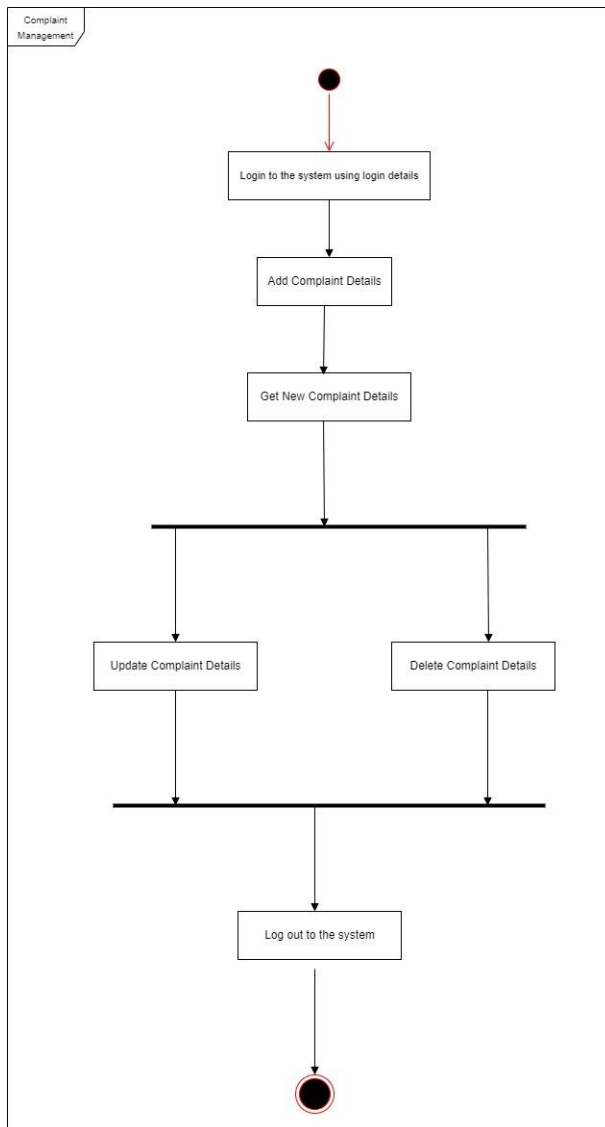 Complaint
Management
Login to the system using login details
Add Complaint Details
Get New Complaint Details
Update Complaint Details
Delete Complaint Details
Log out to the system